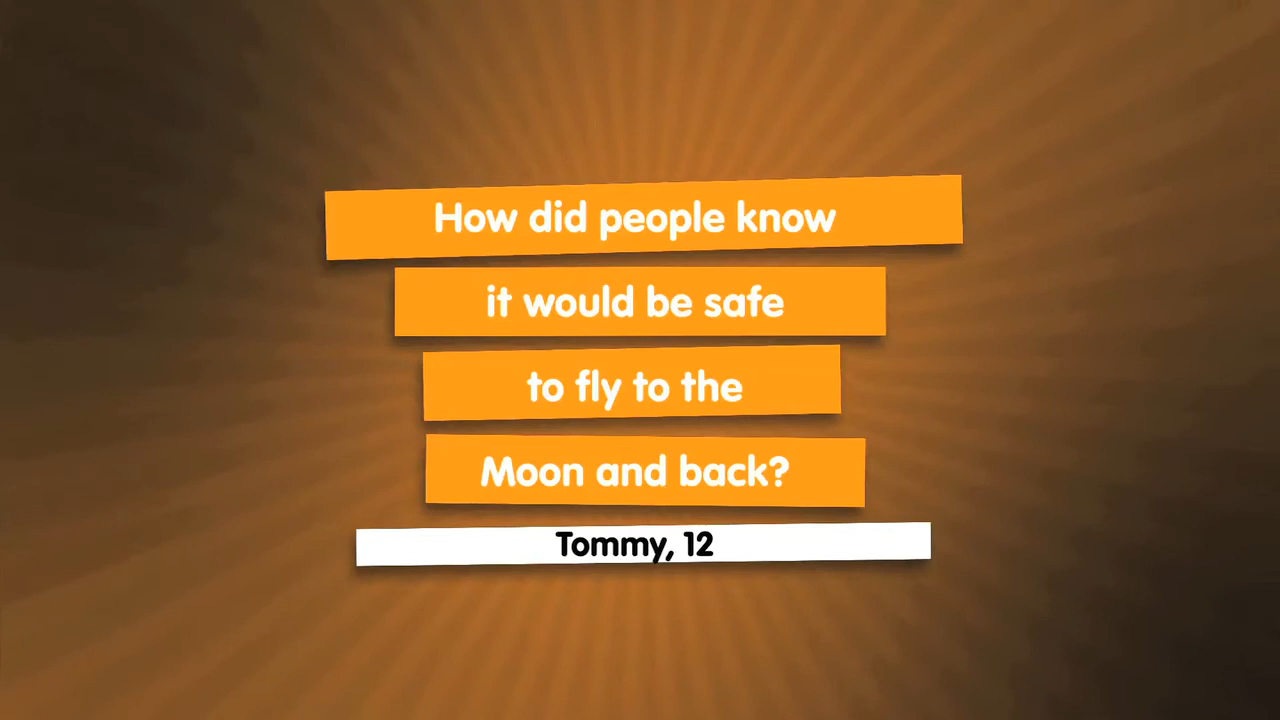 How did people know
it would be safe
to fly to the
Moon and back?
Tommy, 12